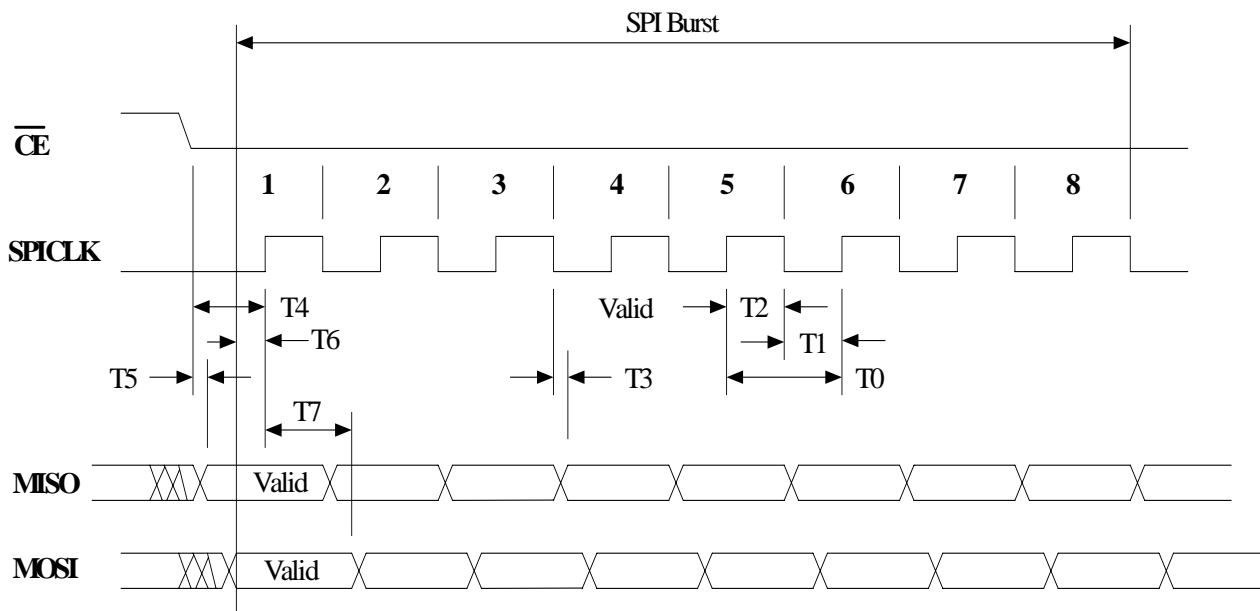 SPI Burst
CE
1 2 3 4 5 6 7 8
SPICLK
T4 Valid T2
T6 T1
T5 T3 T0
T7
MISO Valid
MOSI Valid